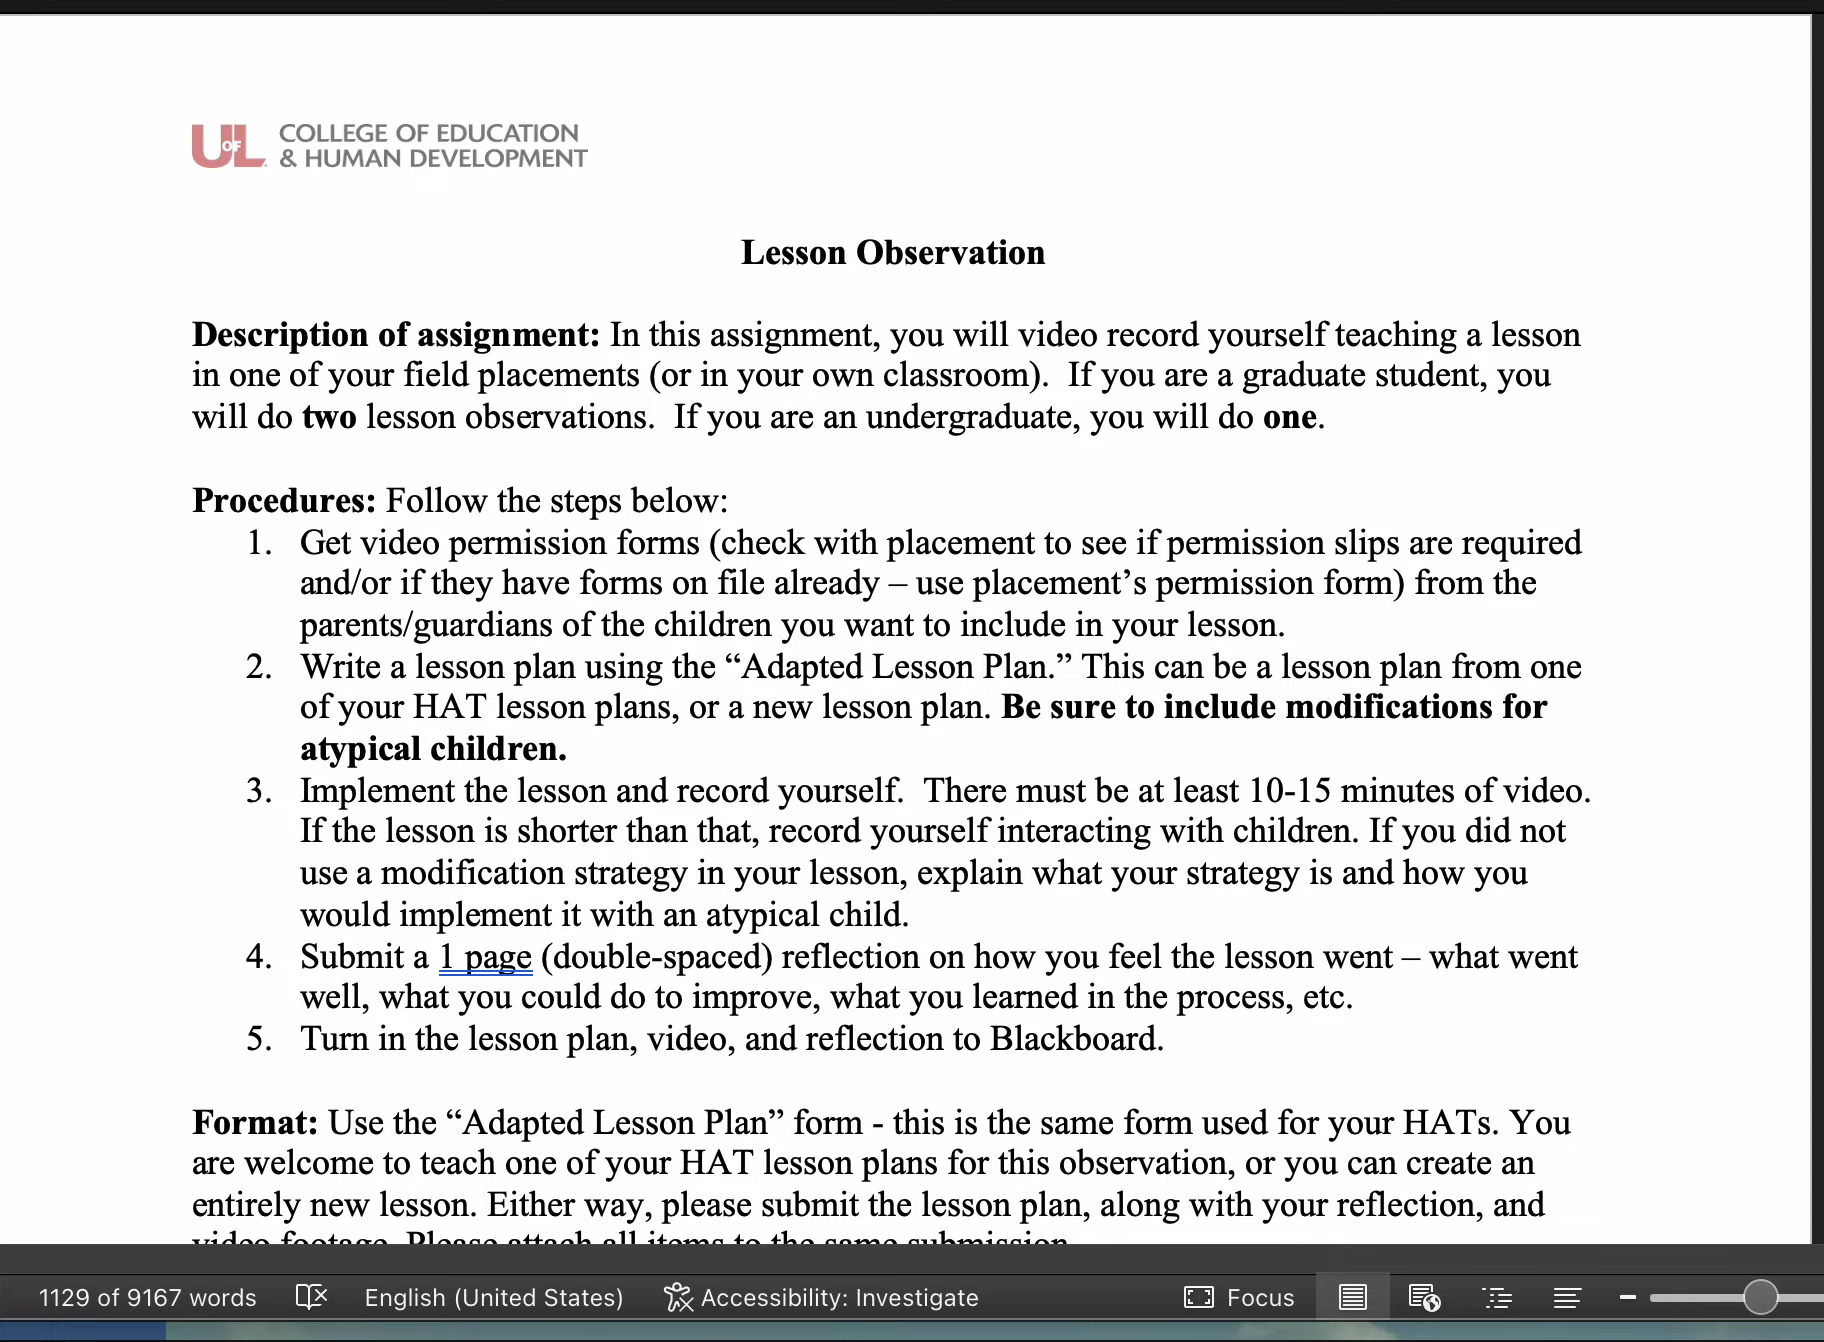 UofL COLLEGE OF EDUCATION
& HUMAN DEVELOPMENT
Lesson Observation
Description of assignment: In this assignment, you will video record yourself teaching a lesson
in one of your field placements (or in your own classroom).  If you are a graduate student, you
will do two lesson observations.  If you are an undergraduate, you will do one.
Procedures: Follow the steps below:
1. Get video permission forms (check with placement to see if permission slips are required
and/or if they have forms on file already – use placement’s permission form) from the
parents/guardians of the children you want to include in your lesson.
2. Write a lesson plan using the “Adapted Lesson Plan.” This can be a lesson plan from one
of your HAT lesson plans, or a new lesson plan. Be sure to include modifications for
atypical children.
3. Implement the lesson and record yourself.  There must be at least 10-15 minutes of video.
If the lesson is shorter than that, record yourself interacting with children. If you did not
use a modification strategy in your lesson, explain what your strategy is and how you
would implement it with an atypical child.
4. Submit a 1 page (double-spaced) reflection on how you feel the lesson went – what went
well, what you could do to improve, what you learned in the process, etc.
5. Turn in the lesson plan, video, and reflection to Blackboard.
Format: Use the “Adapted Lesson Plan” form - this is the same form used for your HATs. You
are welcome to teach one of your HAT lesson plans for this observation, or you can create an
entirely new lesson. Either way, please submit the lesson plan, along with your reflection, and
video footage. Please attach all items to the same submission.
1129 of 9167 words English (United States) Accessibility: Investigate Focus